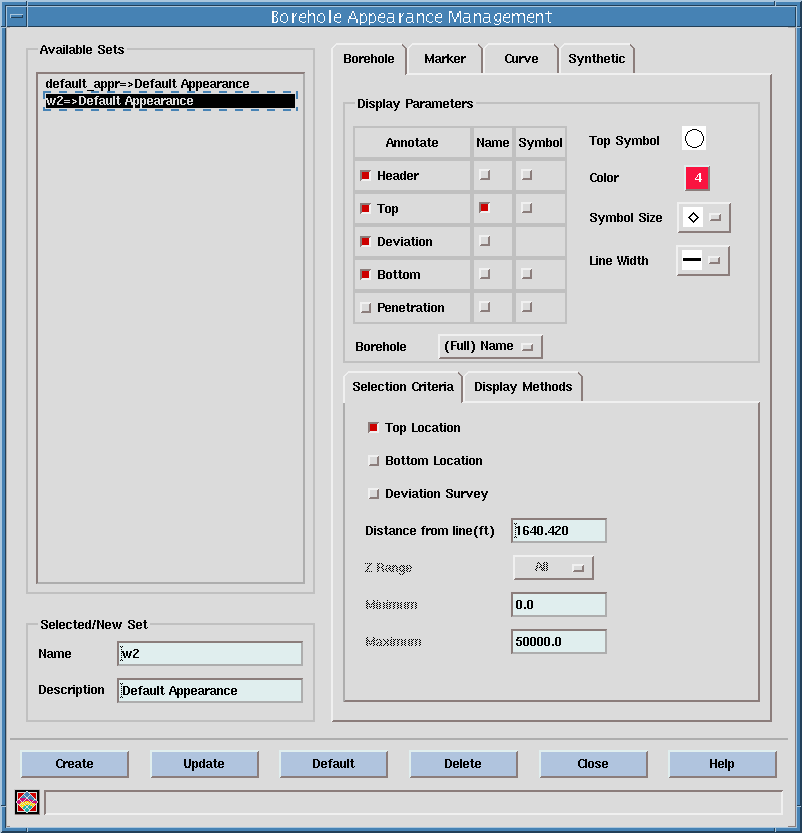 Borehole Appearance Management
Available Sets
default_appr=>Default Appearance
w2=>Default Appearance
Selected/New Set
Name w2
Description Default Appearance
Borehole Marker Curve Synthetic
Display Parameters
Annotate Name Symbol
Header
Top
Deviation
Bottom
Penetration
Top Symbol
Color 4
Symbol Size
Line Width
Borehole (Full) Name
Selection Criteria Display Methods
Top Location
Bottom Location
Deviation Survey
Distance from line(ft) 1640.420
Z Range All
Minimum 0.0
Maximum 50000.0
Create Update Default Delete Close Help